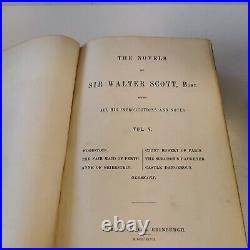 THE NOVELS
OF
SIR WALTER SCOTT, Bart.
WITH
ALL HIS INTRODUCTIONS AND NOTES
VOL. V.
WOODSTOCK.
THE FAIR MAID OF PERTH.
ANNE OF GEIERSTEIN.
COUNT ROBERT OF PARIS.
THE SURGEON'S DAUGHTER.
CASTLE DANGEROUS.
GLOSSARY.
EDINBURGH.